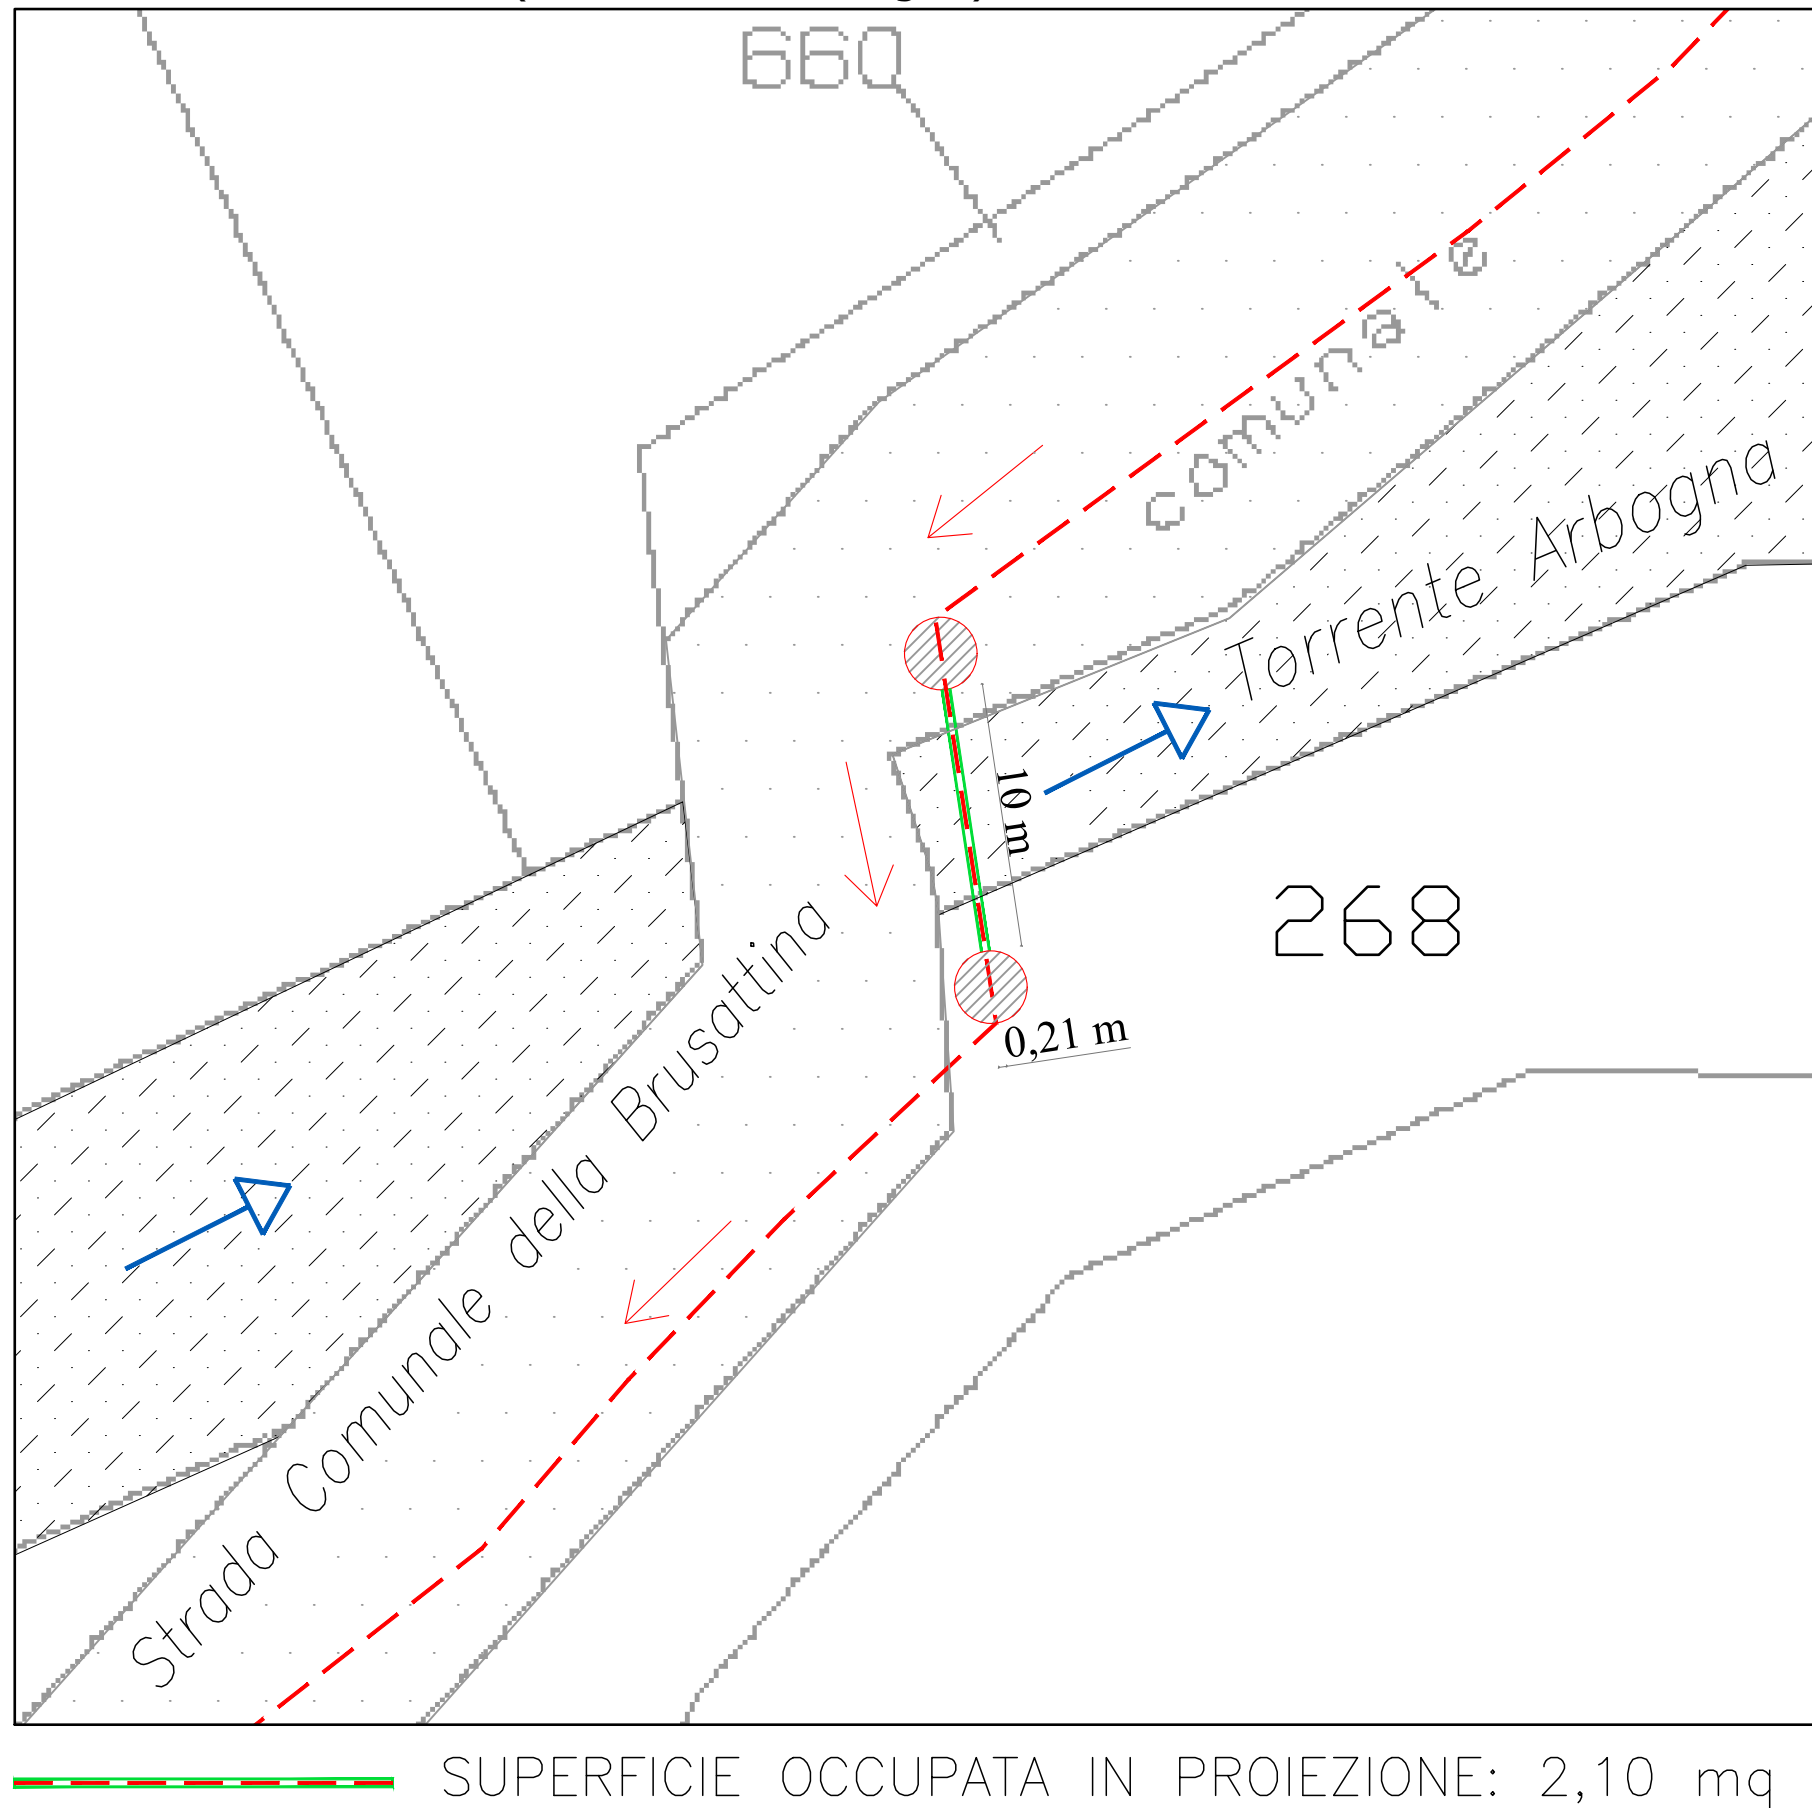 660
comunale
Torrente Arbogna
10 m
268
0,21 m
Strada Comunale della Brusattina
SUPERFICIE OCCUPATA IN PROIEZIONE: 2,10 mq